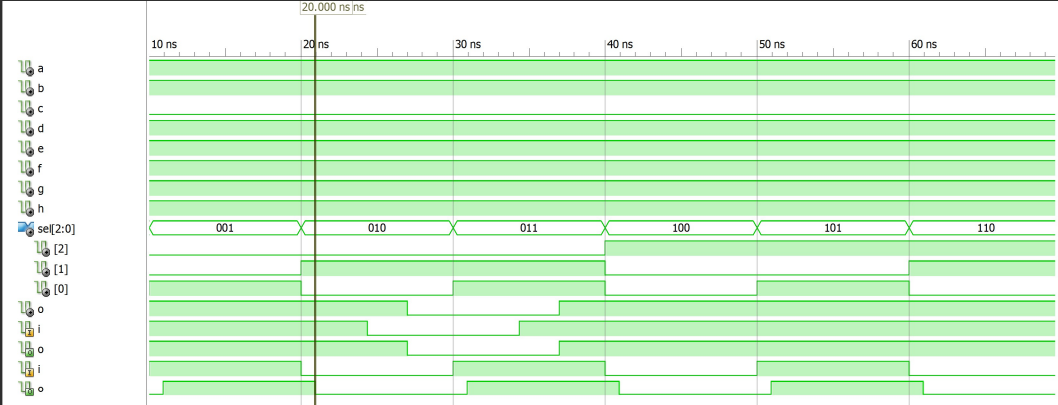 20.000 ns ns
10 ns 20 ns 30 ns 40 ns 50 ns 60 ns
a
b
c
d
e
f
g
h
sel[2:0] 001 010 011 100 101 110
[2]
[1]
[0]
o
i
o
i
o